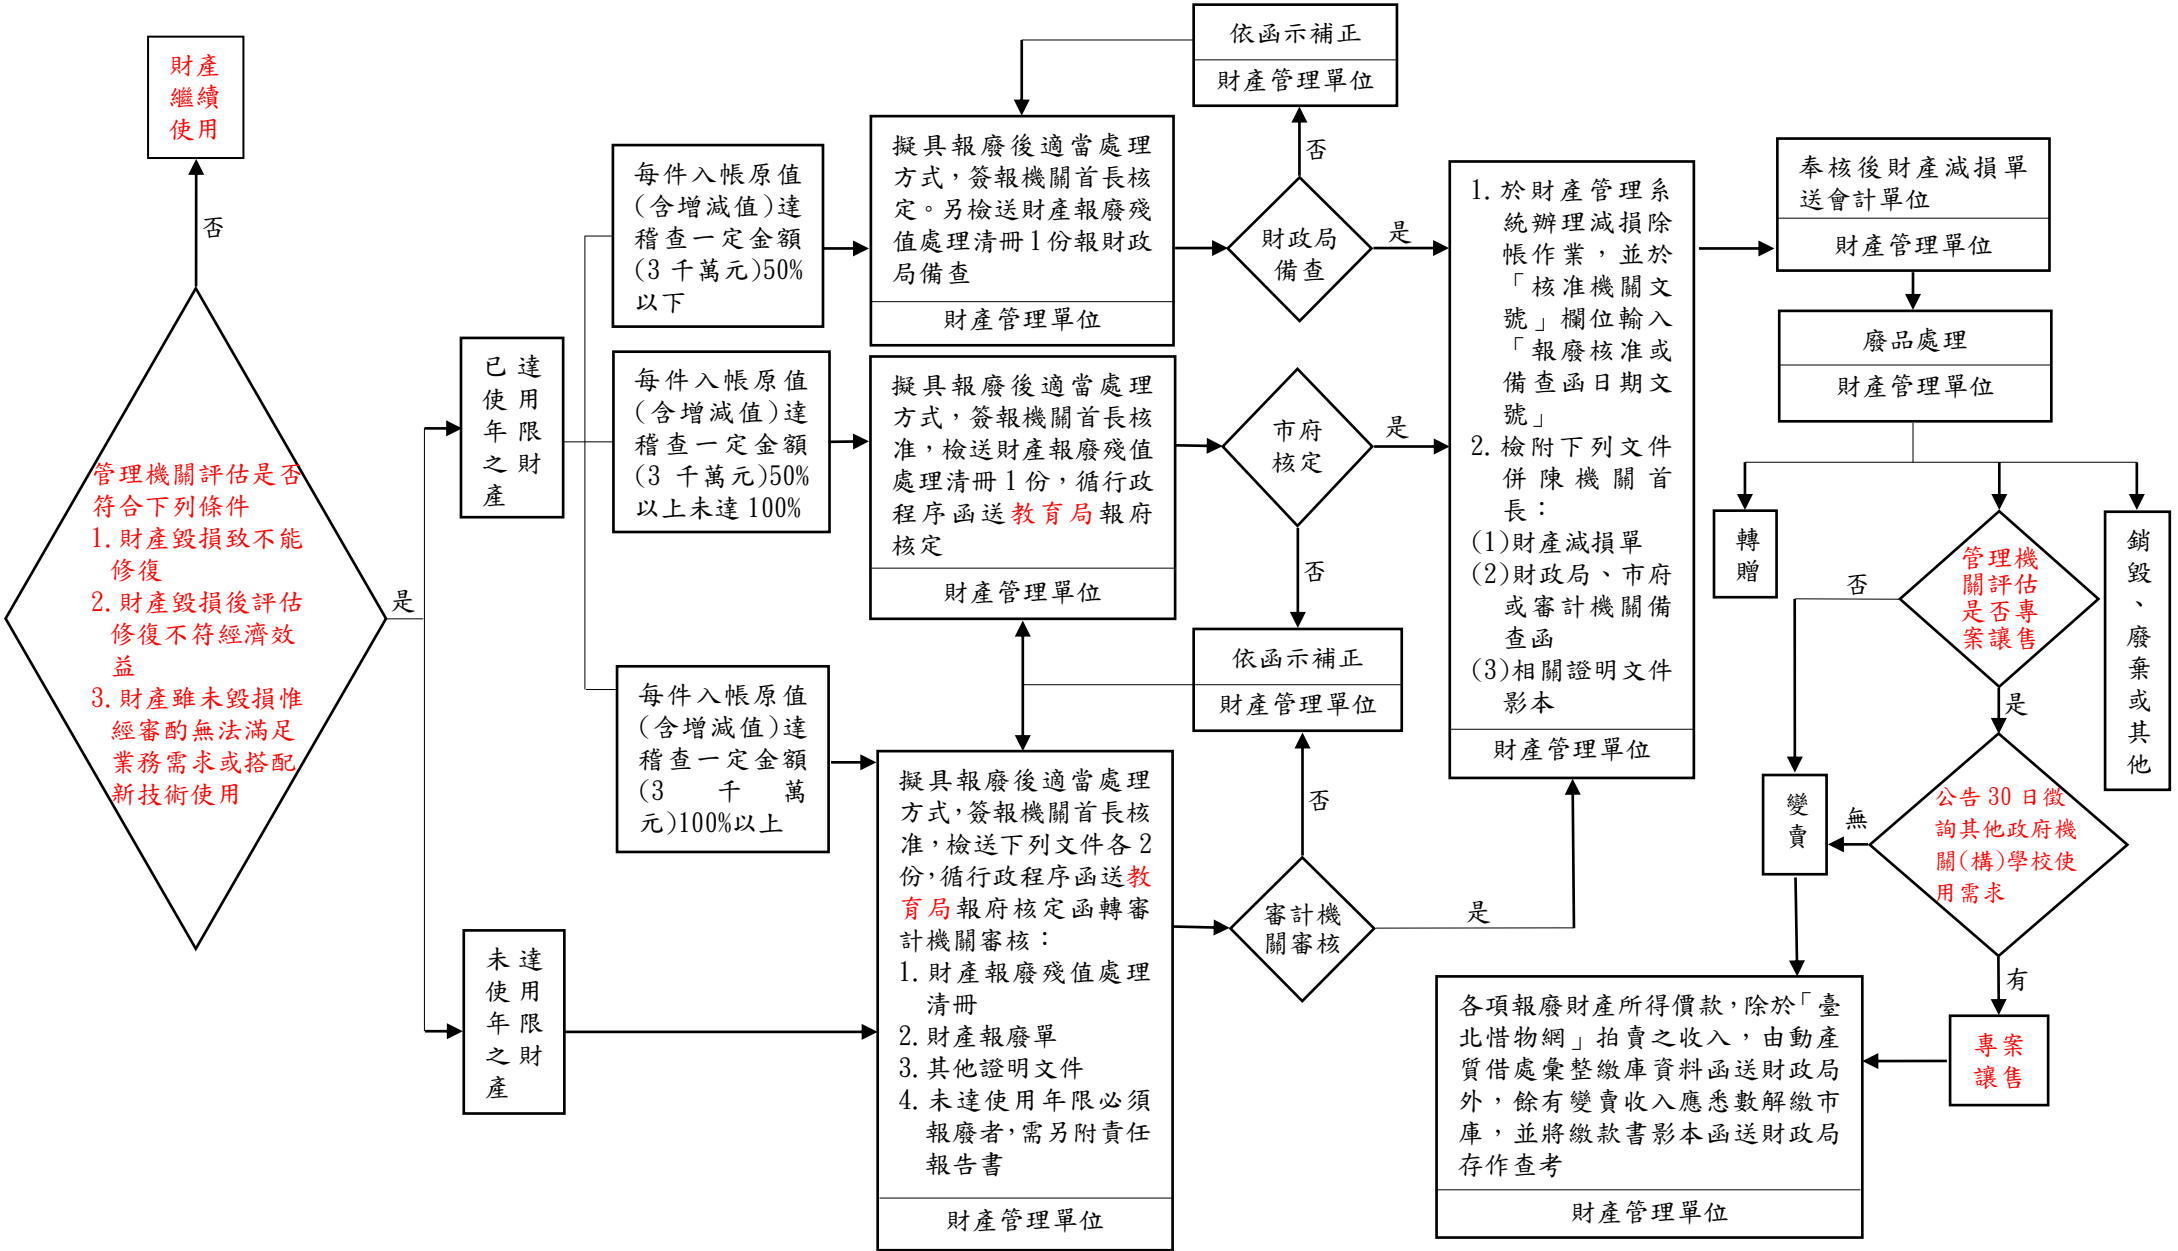 財產
繼續
使用
否
管理機關評估是否
符合下列條件
1.財產毀損致不能
修復
2.財產毀損後評估
修復不符經濟效
益
3.財產雖未毀損惟
經審酌無法滿足
業務需求或搭配
新技術使用
是
已達
使用
年限
之財
產
未達
使用
年限
之財
產
每件入帳原值
(含增減值)達
稽查一定金額
(3 千萬元)50%
以下
每件入帳原值
(含增減值)達
稽查一定金額
(3 千萬元)50%
以上未達 100%
每件入帳原值
(含增減值)達
稽查一定金額
(3 千 萬
元)100%以上
擬具報廢後適當處理
方式，簽報機關首長核
定。另檢送財產報廢殘
值處理清冊 1 份報財政
局備查
財產管理單位
擬具報廢後適當處理
方式，簽報機關首長核
准，檢送財產報廢殘值
處理清冊 1 份，循行政
程序函送教育局報府
核定
財產管理單位
擬具報廢後適當處理
方式，簽報機關首長核
准，檢送下列文件各 2
份，循行政程序函送教
育局報府核定函轉審
計機關審核：
1.財產報廢殘值處理
清冊
2.財產報廢單
3.其他證明文件
4.未達使用年限必須
報廢者，需另附責任
報告書
財產管理單位
依函示補正
財產管理單位
否
財政局
備查
是
市府
核定
是
否
依函示補正
財產管理單位
否
審計機
關審核
是
1.於財產管理系
統辦理減損除
帳作業，並於
「核准機關文
號」欄位輸入
「報廢核准或
備查函日期文
號」
2.檢附下列文件
併陳機關首
長：
(1)財產減損單
(2)財政局、市府
或審計機關備
查函
(3)相關證明文件
影本
財產管理單位
奉核後財產減損單
送會計單位
財產管理單位
廢品處理
財產管理單位
轉
贈
管理機
關評估
是否專
案讓售
否
是
銷
毀
、
廢
棄
或
其
他
變
賣
無
公告 30 日徵
詢其他政府機
關(構)學校使
用需求
有
專案
讓售
各項報廢財產所得價款，除於「臺
北惜物網」拍賣之收入，由動產
質借處彙整繳庫資料函送財政局
外，餘有變賣收入應悉數解繳市
庫，並將繳款書影本函送財政局
存作查考
財產管理單位